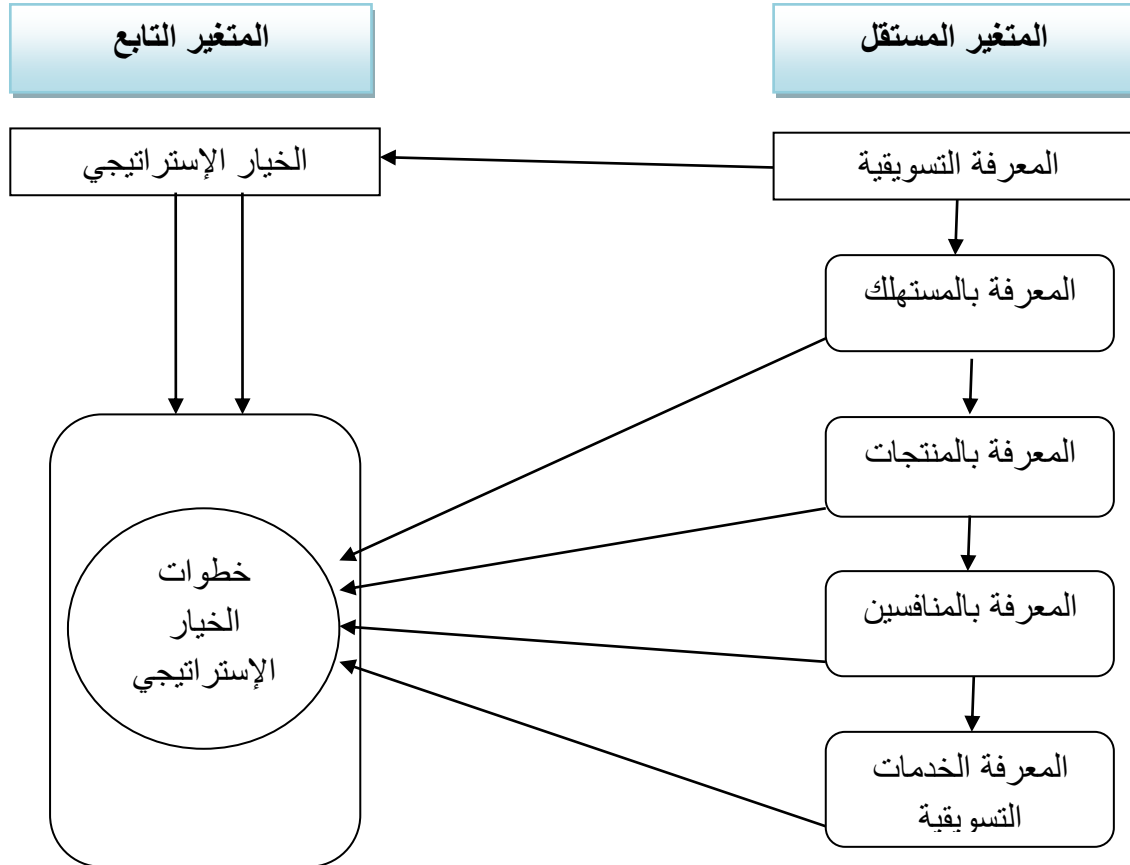 المتغير المستقل
المتغير التابع
المعرفة التسويقية
الخيار الإستراتيجي
المعرفة بالمستهلك
المعرفة بالمنتجات
المعرفة بالمنافسين
المعرفة الخدمات
التسويقية
خطوات
الخيار
الإستراتيجي